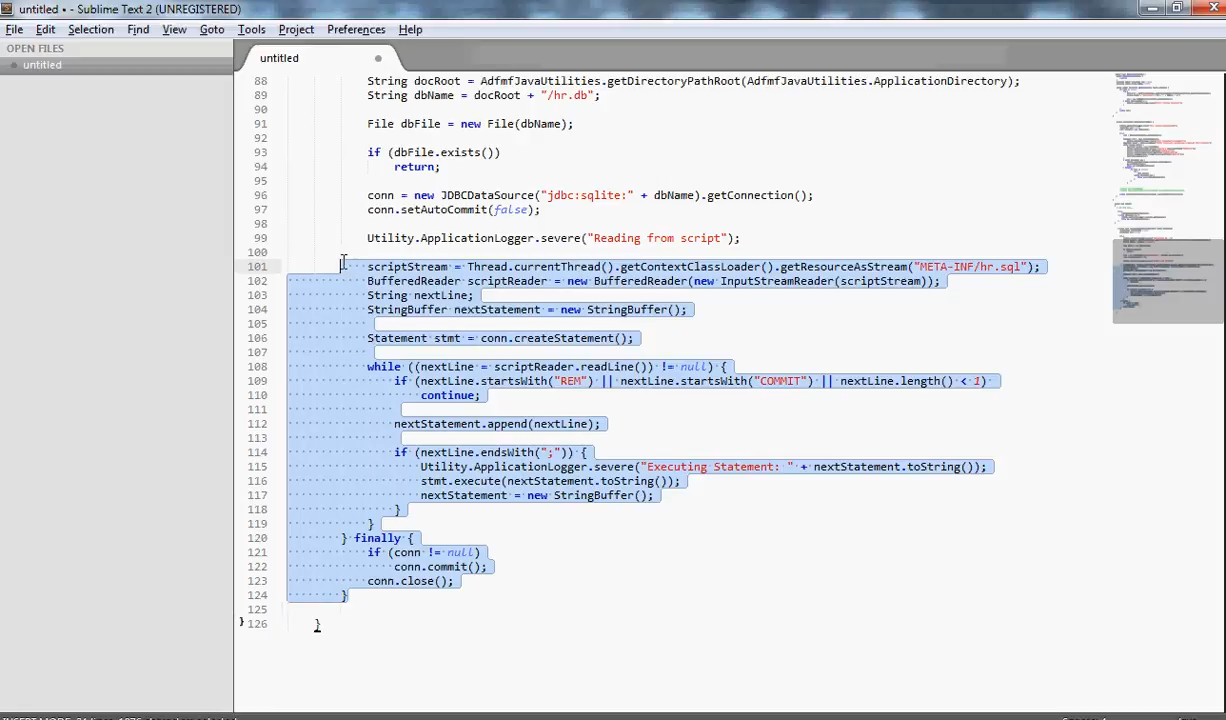 untitled • - Sublime Text 2 (UNREGISTERED)
File Edit Selection Find View Goto Tools Project Preferences Help
OPEN FILES
untitled
untitled
88 String docRoot = AdfmfJavaUtilities.getDirectoryPathRoot(AdfmfJavaUtilities.ApplicationDirectory);
89 String dbName = docRoot + "/hr.db";
90
91 File dbFile = new File(dbName);
92
93 if (dbFile.exists())
94 return;
95
96 conn = new JDBCDataSource("jdbc:sqlite:" + dbName).getConnection();
97 conn.setAutoCommit(false);
98
99 Utility.ApplicationLogger.severe("Reading from script");
100
101 scriptStream = Thread.currentThread().getContextClassLoader().getResourceAsStream("META-INF/hr.sql");
102 BufferedReader scriptReader = new BufferedReader(new InputStreamReader(scriptStream));
103 String nextLine;
104 StringBuffer nextStatement = new StringBuffer();
105
106 Statement stmt = conn.createStatement();
107
108 while ((nextLine = scriptReader.readLine()) != null) {
109 if (nextLine.startsWith("REM") || nextLine.startsWith("COMMIT") || nextLine.length() < 1)
110 continue;
111
112 nextStatement.append(nextLine);
113
114 if (nextLine.endsWith(";")) {
115 Utility.ApplicationLogger.severe("Executing Statement: " + nextStatement.toString());
116 stmt.execute(nextStatement.toString());
117 nextStatement = new StringBuffer();
118 }
119 }
120 } finally {
121 if (conn != null)
122 conn.commit();
123 conn.close();
124 }
125
126 }